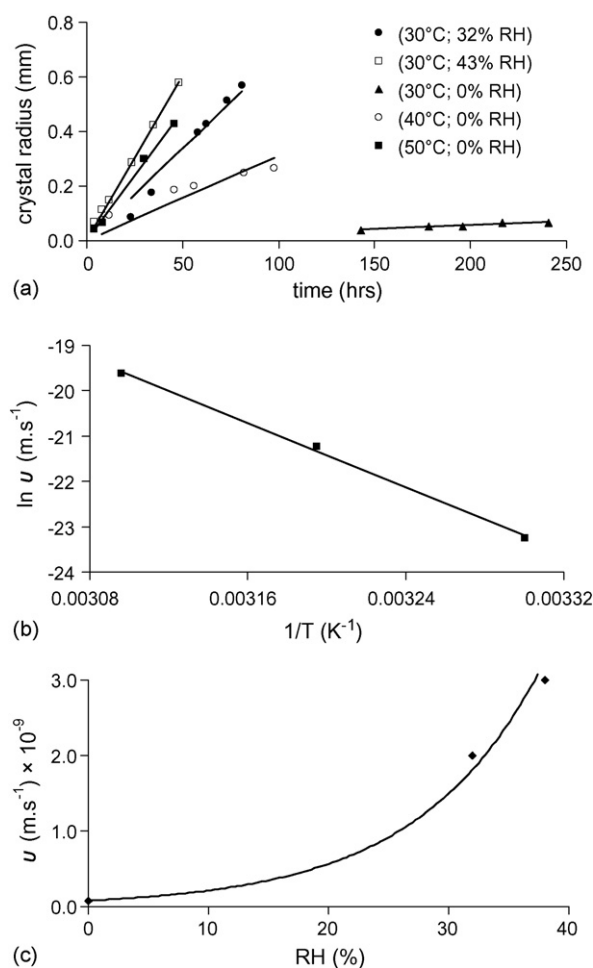 1.0
0.8
0.6
0.4
0.2
0.0
crystal radius (mm)
(30°C; 32% RH)
(30°C; 43% RH)
(30°C; 0% RH)
(40°C; 0% RH)
(50°C; 0% RH)
0 50 100 150 200 250
time (hrs)
(a)
-19
-20
-21
-22
-23
-24
ln υ (m.s⁻¹)
0.00308 0.00316 0.00324 0.00332
1/T (K⁻¹)
(b)
3.0
2.0
1.0
0.0
υ (m.s⁻¹) × 10⁻⁹
0 10 20 30 40
RH (%)
(c)